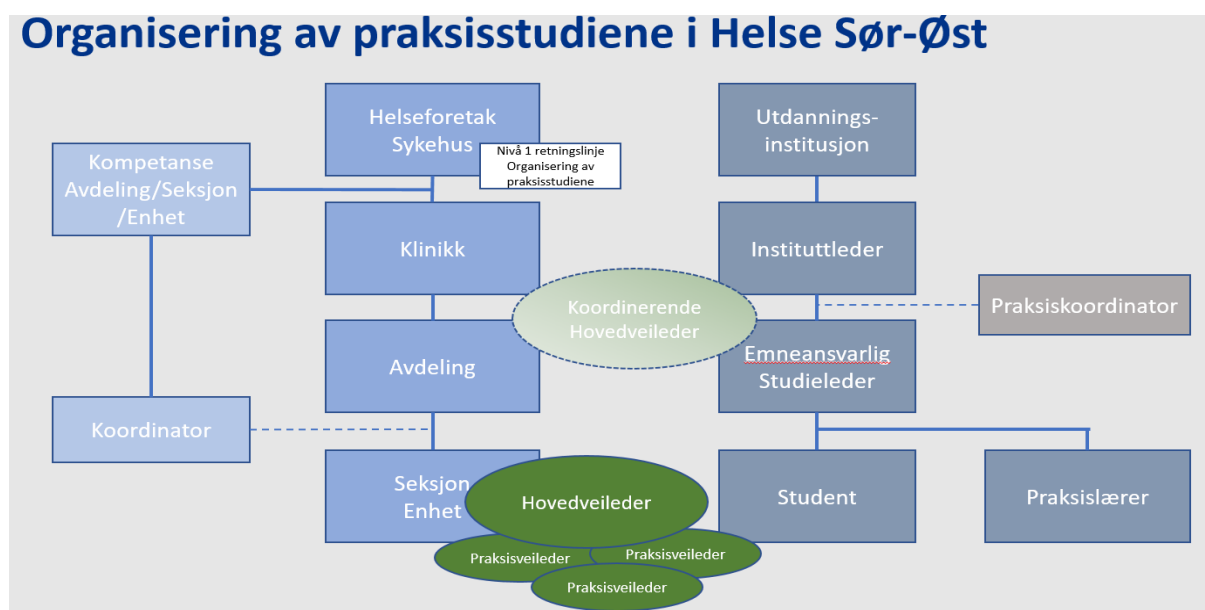 Organisering av praksisstudiene i Helse Sør-Øst
Helseforetak
Sykehus
Nivå 1 retningslinje
Organisering av
praksisstudiene
Utdannings-
institusjon
Kompetanse
Avdeling/Seksjon
/Enhet
Klinikk
Instituttleder
Koordinerende
Hovedveileder
Praksiskoordinator
Avdeling
Emneansvarlig
Studieleder
Koordinator
Seksjon
Enhet
Hovedveileder
Student
Praksislærer
Praksisveileder
Praksisveileder
Praksisveileder